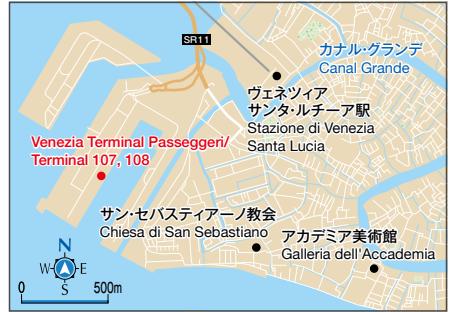 SR11
カナル・グランデ
Canal Grande
ヴェネツィア
サンタ・ルチーア駅
Stazione di Venezia
Santa Lucia
Venezia Terminal Passeggeri/
Terminal 107, 108
サン・セバスティアーノ教会
Chiesa di San Sebastiano
アカデミア美術館
Galleria dell'Accademia
N
W E
S
0 500m